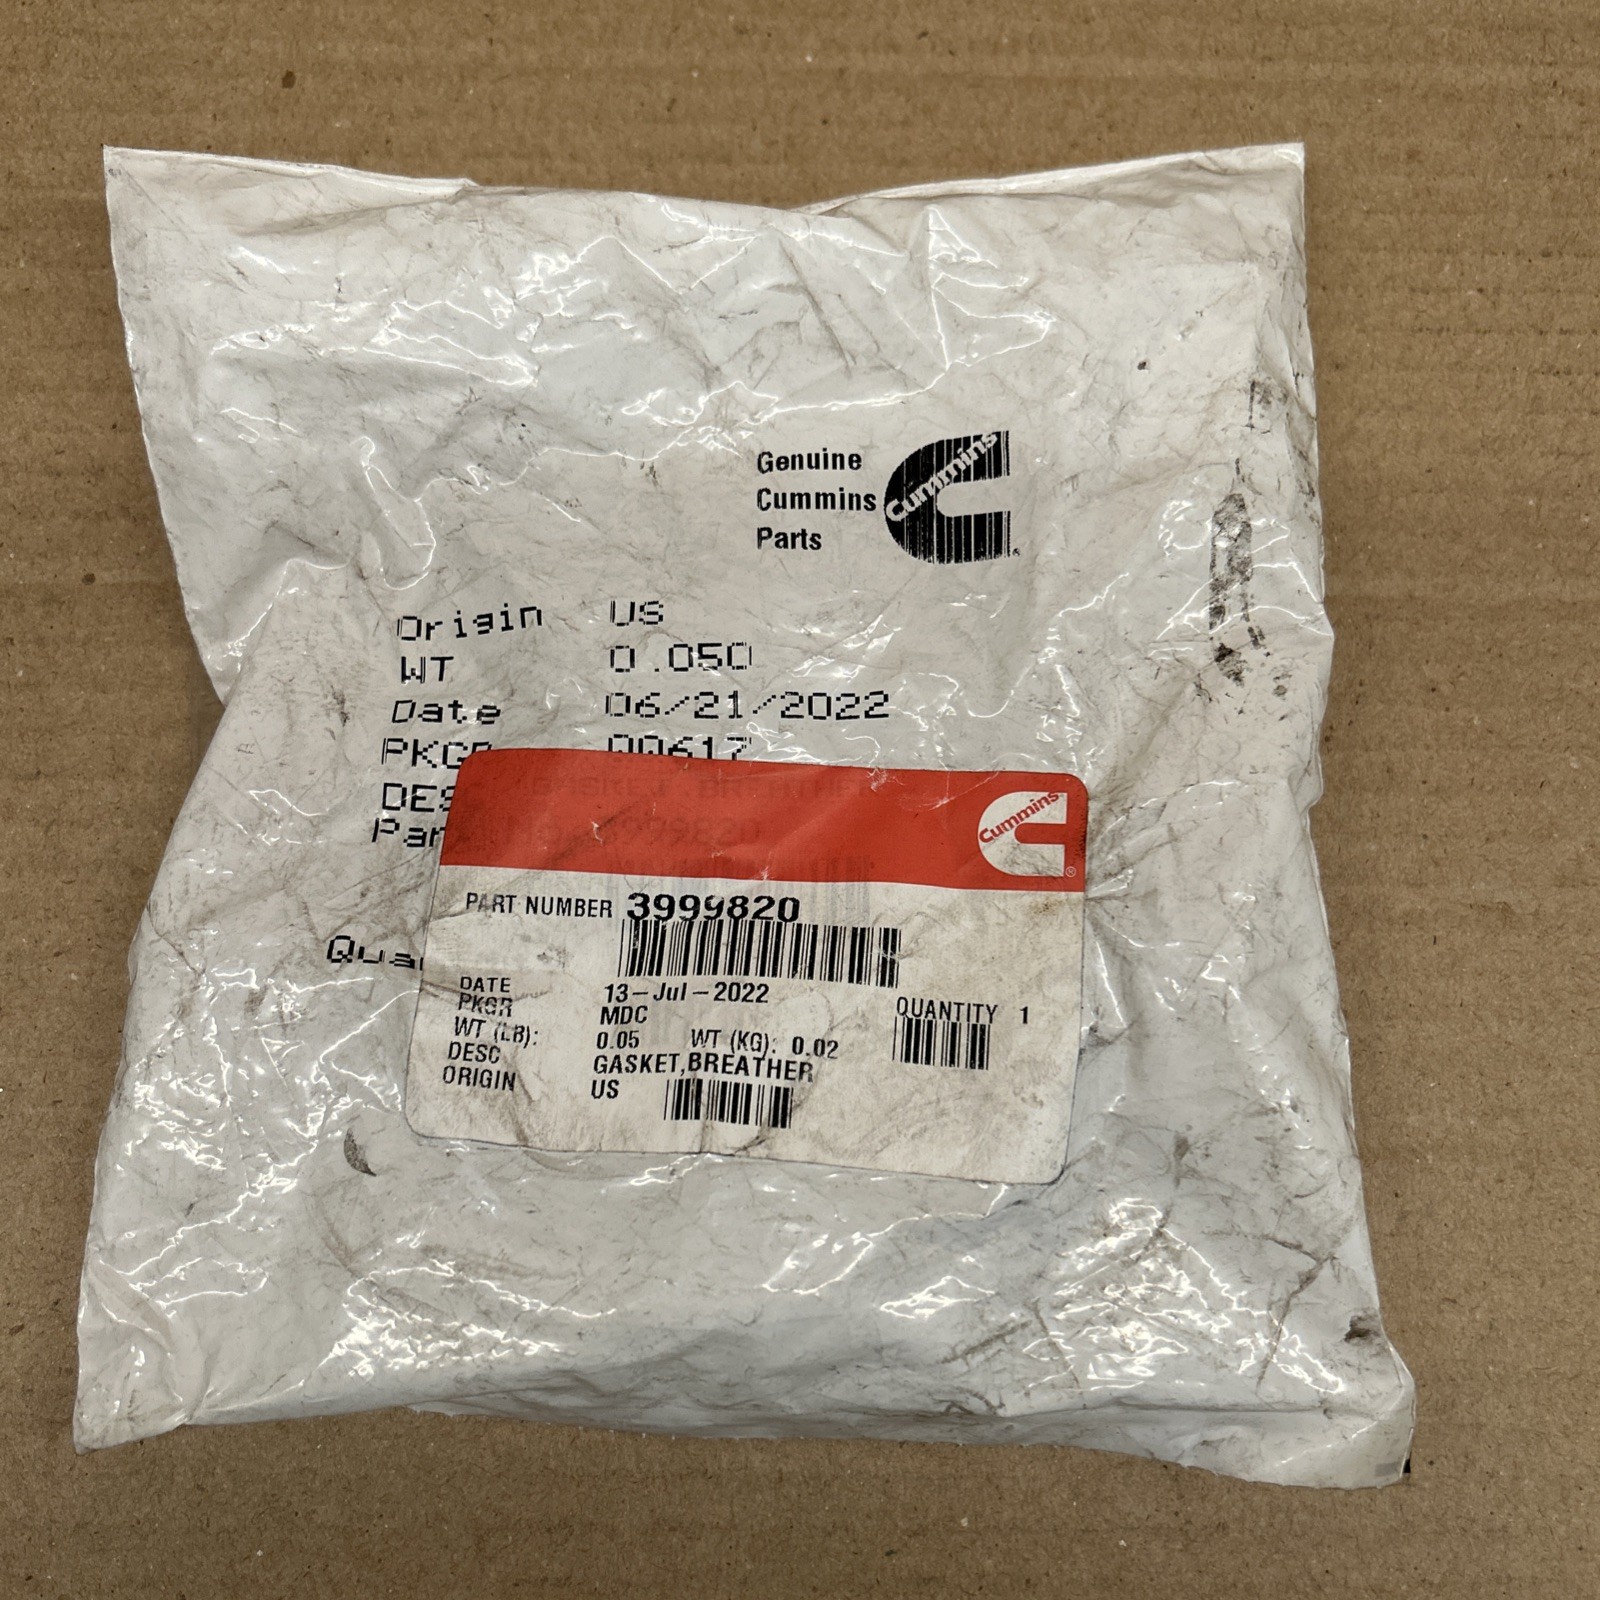 Genuine
Cummins
Parts
Cummins
Origin US
WT 0.050
Date 06/21/2022
PKGR 00617
DES
Par
Cummins
PART NUMBER 3999820
Qua
DATE 13-Jul-2022
PKGR MDC
QUANTITY 1
WT (LB): 0.05 WT (KG): 0.02
DESC GASKET,BREATHER
ORIGIN US